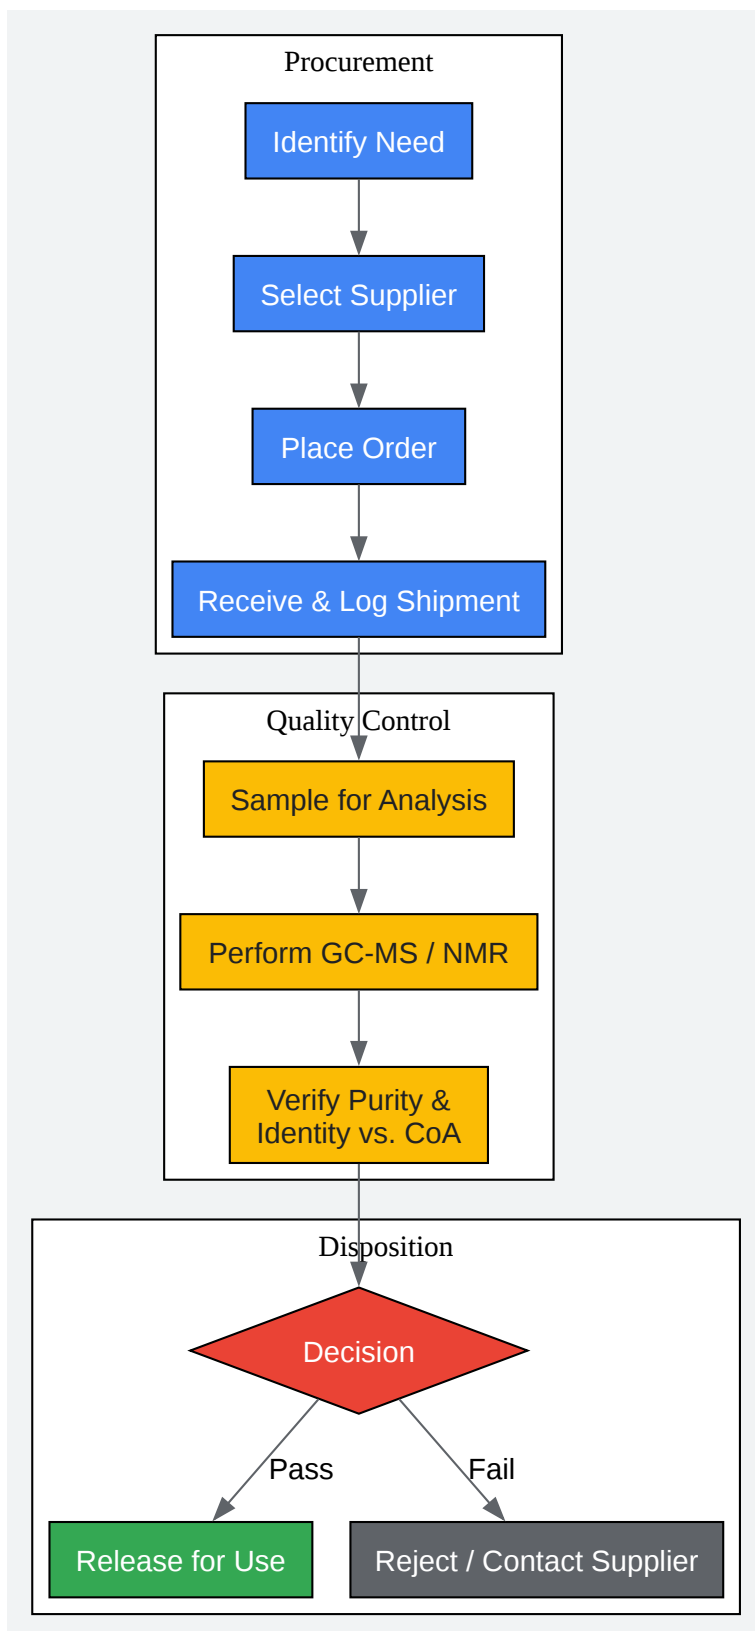 Procurement
Identify Need
Select Supplier
Place Order
Receive & Log Shipment
Quality Control
Sample for Analysis
Perform GC-MS / NMR
Verify Purity &
Identity vs. CoA
Disposition
Decision
Pass
Fail
Release for Use
Reject / Contact Supplier